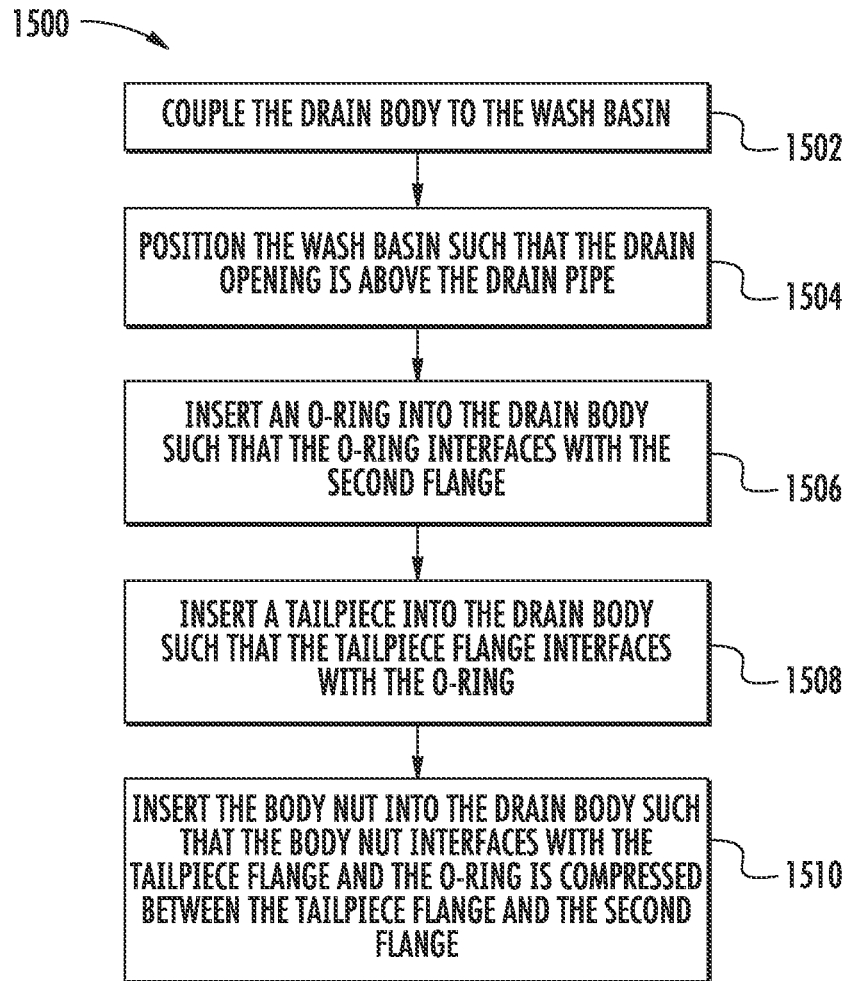 1500
COUPLE THE DRAIN BODY TO THE WASH BASIN
1502
POSITION THE WASH BASIN SUCH THAT THE DRAIN
OPENING IS ABOVE THE DRAIN PIPE
1504
INSERT AN O-RING INTO THE DRAIN BODY
SUCH THAT THE O-RING INTERFACES WITH THE
SECOND FLANGE
1506
INSERT A TAILPIECE INTO THE DRAIN BODY
SUCH THAT THE TAILPIECE FLANGE INTERFACES
WITH THE O-RING
1508
INSERT THE BODY NUT INTO THE DRAIN BODY SUCH
THAT THE BODY NUT INTERFACES WITH THE
TAILPIECE FLANGE AND THE O-RING IS COMPRESSED
BETWEEN THE TAILPIECE FLANGE AND THE SECOND
FLANGE
1510